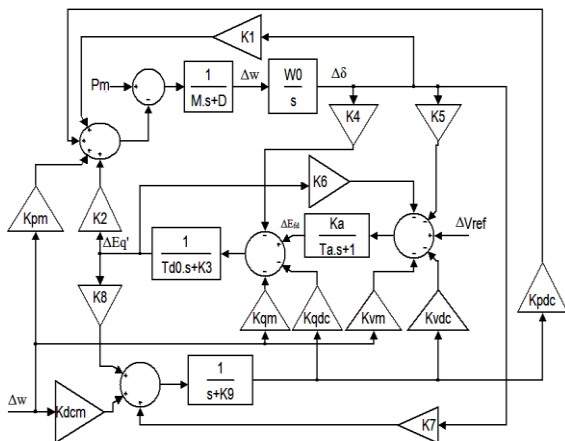 K1
Pm
1
M.s+D
Δw
W0
s
Δδ
K4
K5
K6
Kpm
K2
ΔEq'
1
Td0.s+K3
ΔEfd
Ka
Ta.s+1
ΔVref
Kpdc
K8
Kqm
Kqdc
Kvm
Kvdc
Δw
Kdcm
1
s+K9
K7